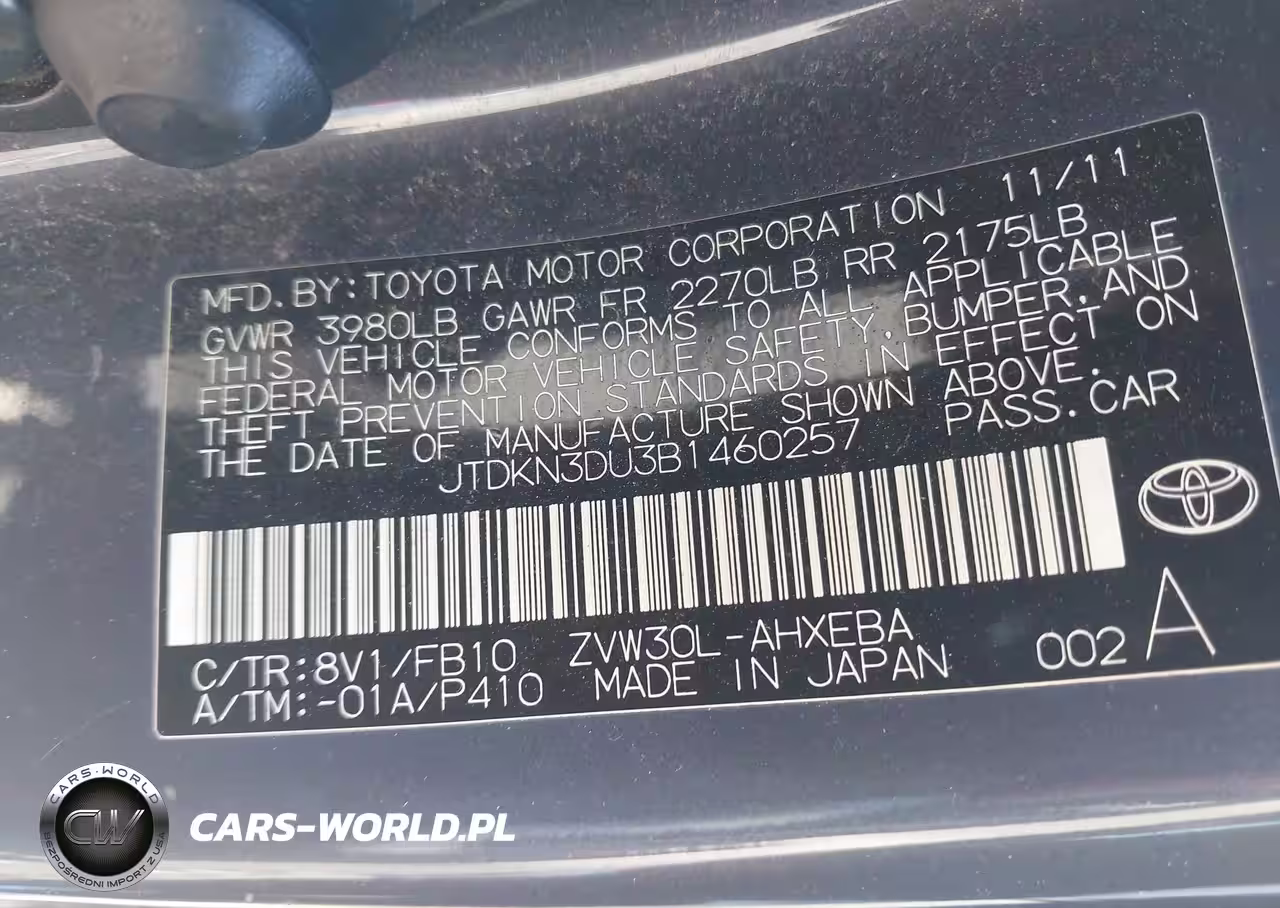 MFD. BY: TOYOTA MOTOR CORPORATION 11/11
GVWR 3980LB GAWR FR 2270LB RR 2175LB
THIS VEHICLE CONFORMS TO ALL APPLICABLE
FEDERAL MOTOR VEHICLE SAFETY, BUMPER, AND
THEFT PREVENTION STANDARDS IN EFFECT ON
THE DATE OF MANUFACTURE SHOWN ABOVE.
JTDKN3DU3B1460257 PASS. CAR
C/TR:8V1/FB10 ZVW30L-AHXEBA
A/TM:-01A/P410 MADE IN JAPAN 002 A
CARS-WORLD
CW
BEZPOŚREDNI IMPORT Z USA
CARS-WORLD.PL